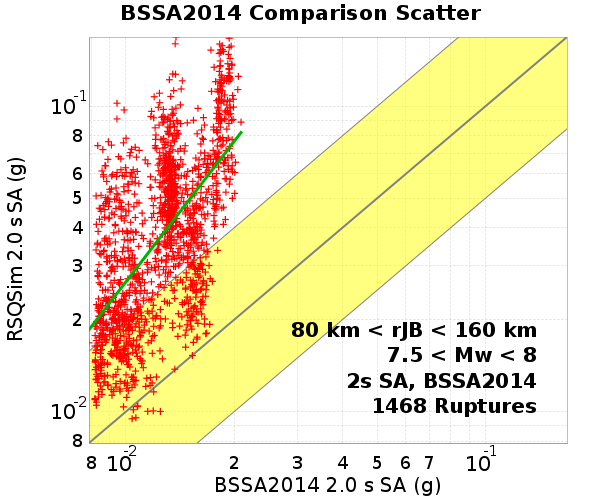 BSSA2014 Comparison Scatter
RSQSim 2.0 s SA (g)
10⁻¹
8
6
5
4
3
2
10⁻²
8
80 km < rJB < 160 km
7.5 < Mw < 8
2s SA, BSSA2014
1468 Ruptures
8 10⁻² 2 3 4 5 6 7 10⁻¹
BSSA2014 2.0 s SA (g)